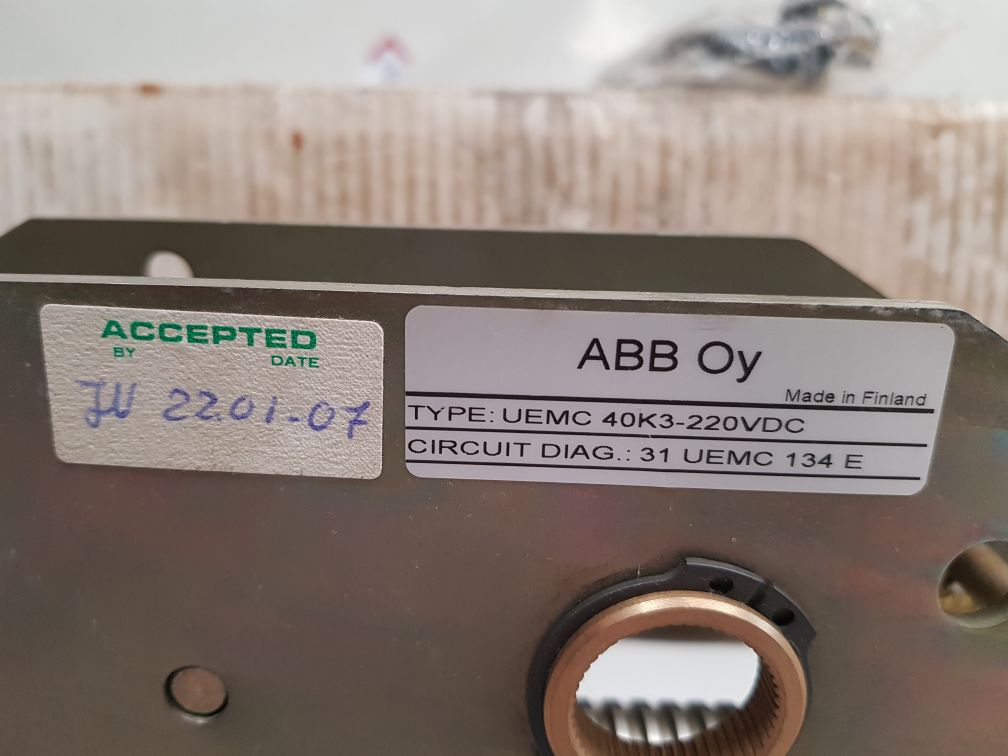 ACCEPTED
BY
DATE
JW 22.01-07
ABB Oy
Made in Finland
TYPE: UEMC 40K3-220VDC
CIRCUIT DIAG.: 31 UEMC 134 E